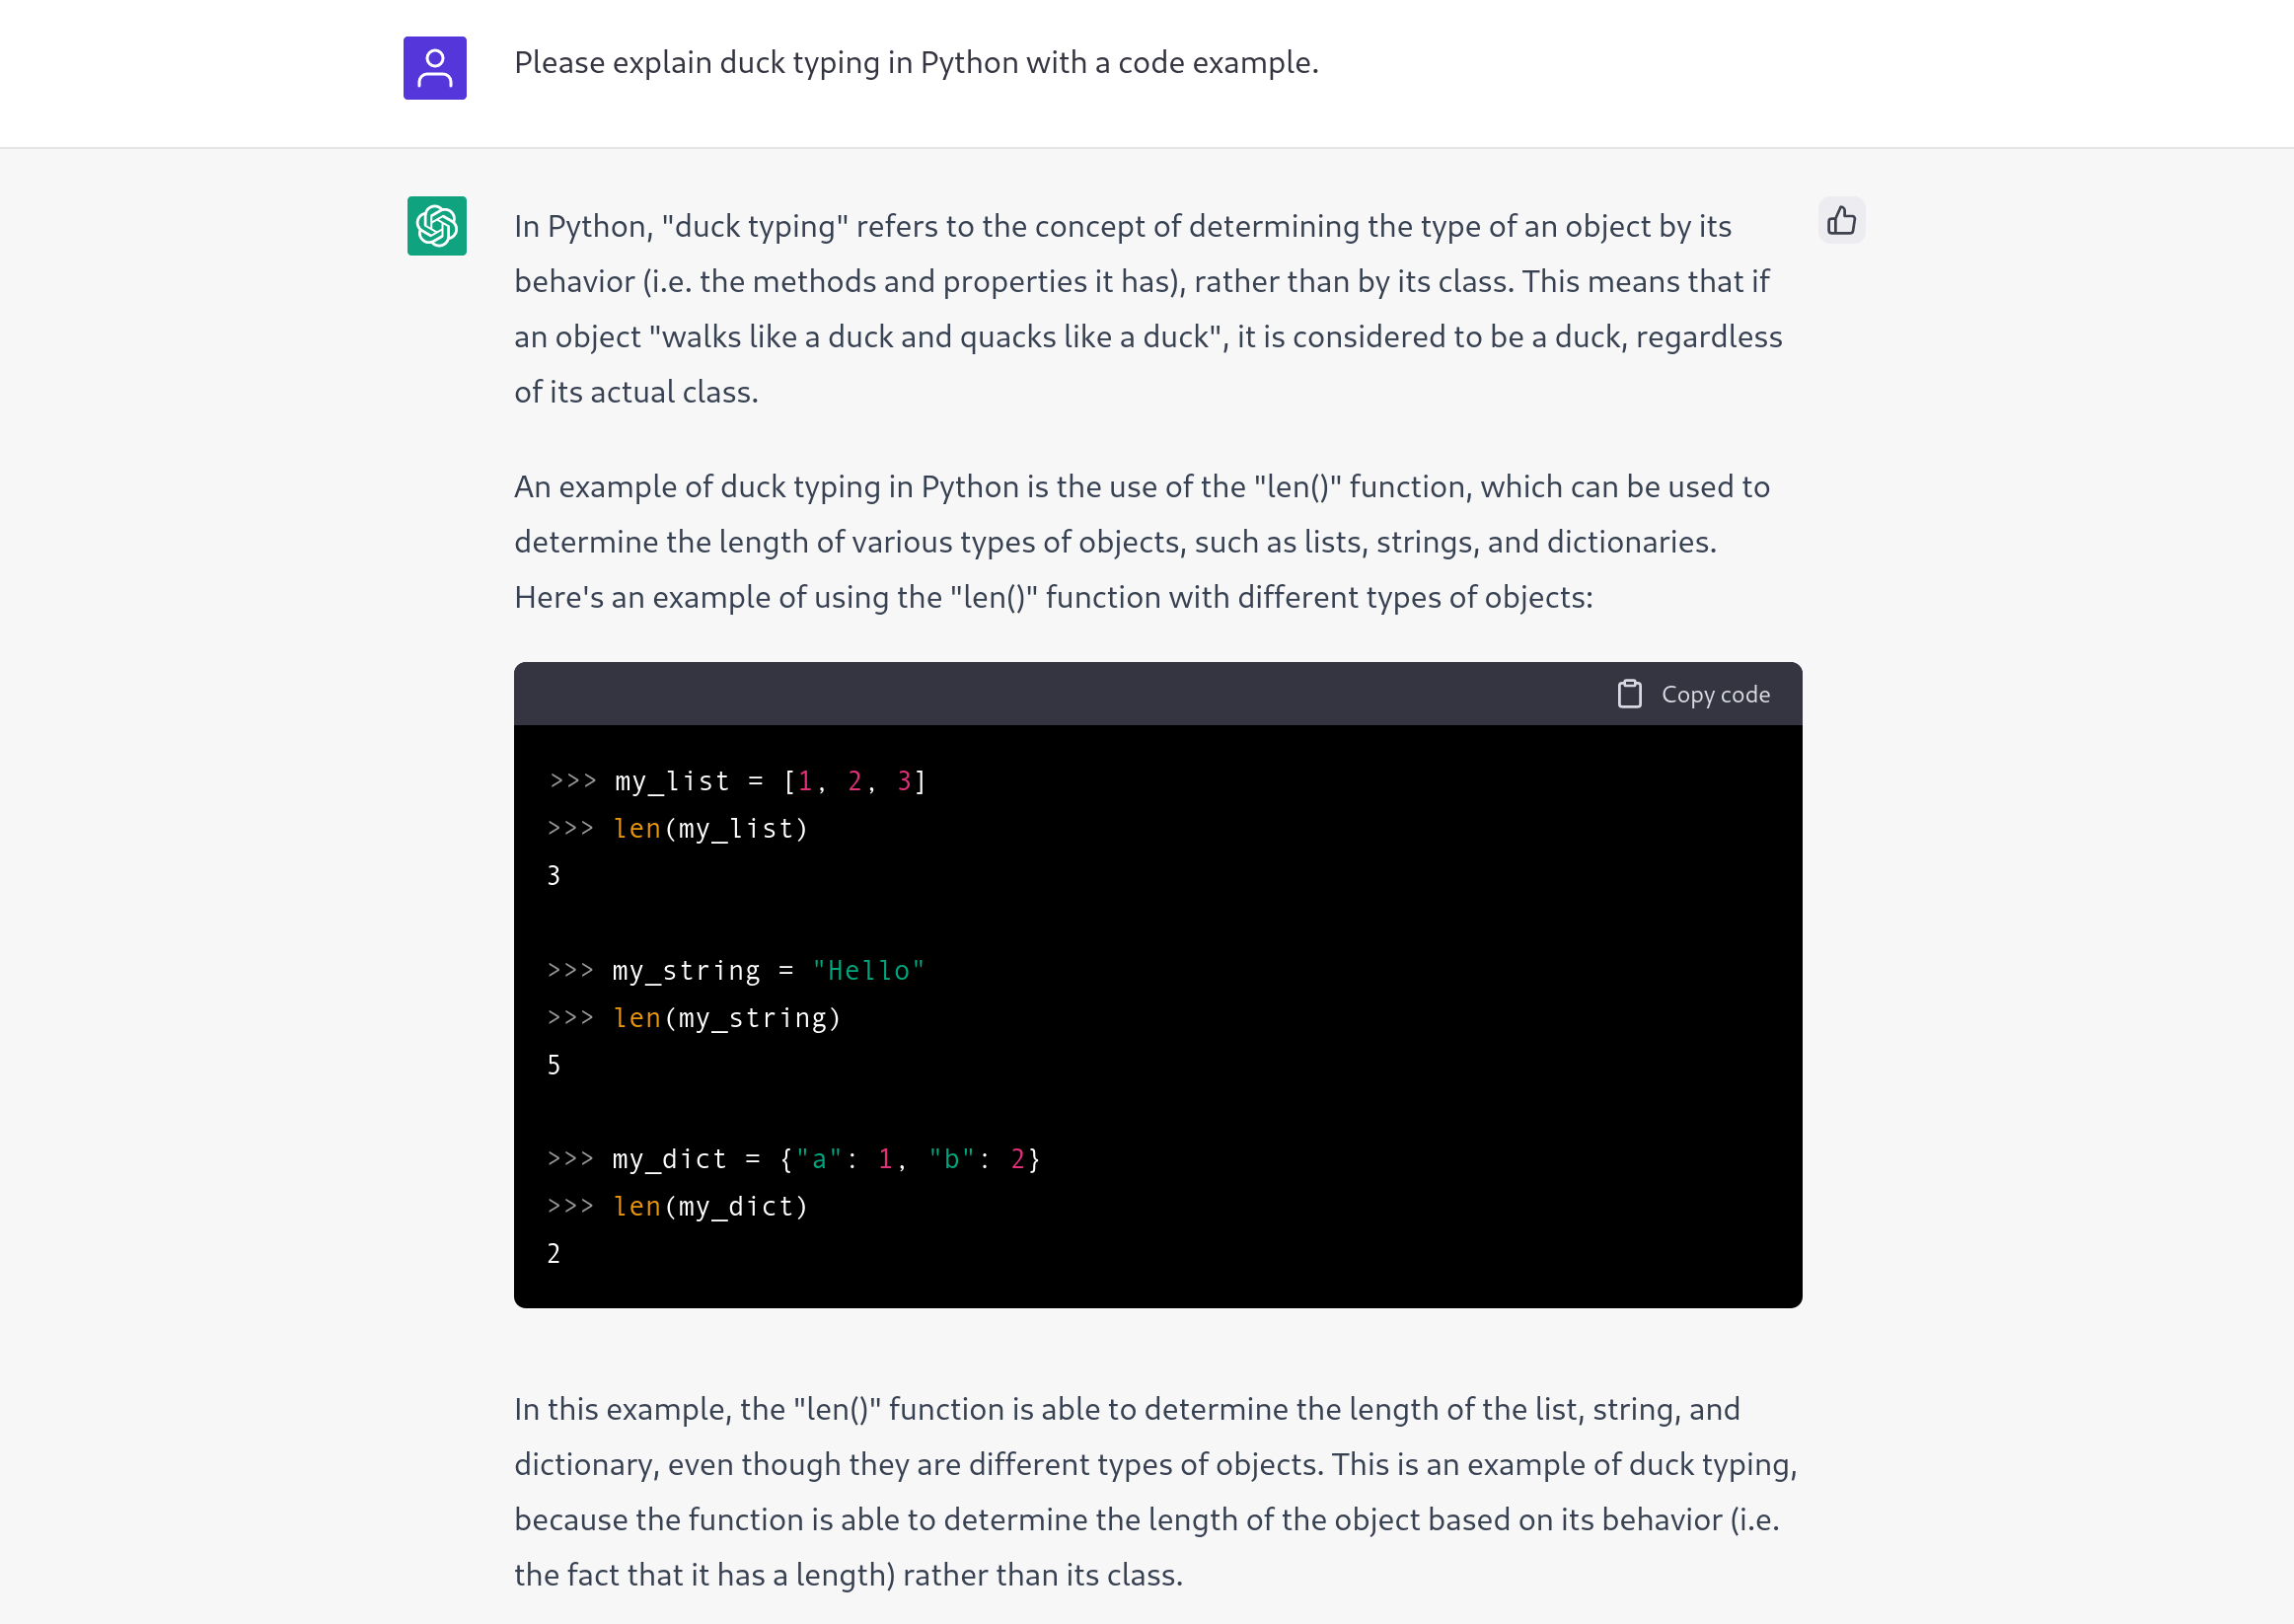 Please explain duck typing in Python with a code example.
In Python, "duck typing" refers to the concept of determining the type of an object by its
behavior (i.e. the methods and properties it has), rather than by its class. This means that if
an object "walks like a duck and quacks like a duck", it is considered to be a duck, regardless
of its actual class.
An example of duck typing in Python is the use of the "len()" function, which can be used to
determine the length of various types of objects, such as lists, strings, and dictionaries.
Here's an example of using the "len()" function with different types of objects:
Copy code
>>> my_list = [1, 2, 3]
>>> len(my_list)
3
>>> my_string = "Hello"
>>> len(my_string)
5
>>> my_dict = {"a": 1, "b": 2}
>>> len(my_dict)
2
In this example, the "len()" function is able to determine the length of the list, string, and
dictionary, even though they are different types of objects. This is an example of duck typing,
because the function is able to determine the length of the object based on its behavior (i.e.
the fact that it has a length) rather than its class.